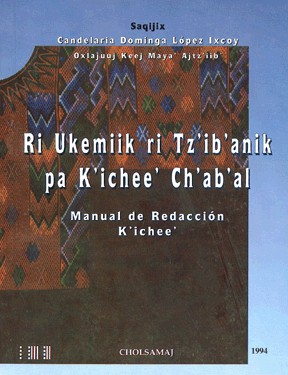 Saqijix
Candelaria Dominga López Ixcoy
Oxlajuuj Keej Maya' Ajtz'iib'
Ri Ukemiik ri Tz'ib'anik
pa K'ichee' Ch'ab'al
Manual de Redacción
K'ichee'
CHOLSAMAJ
1994